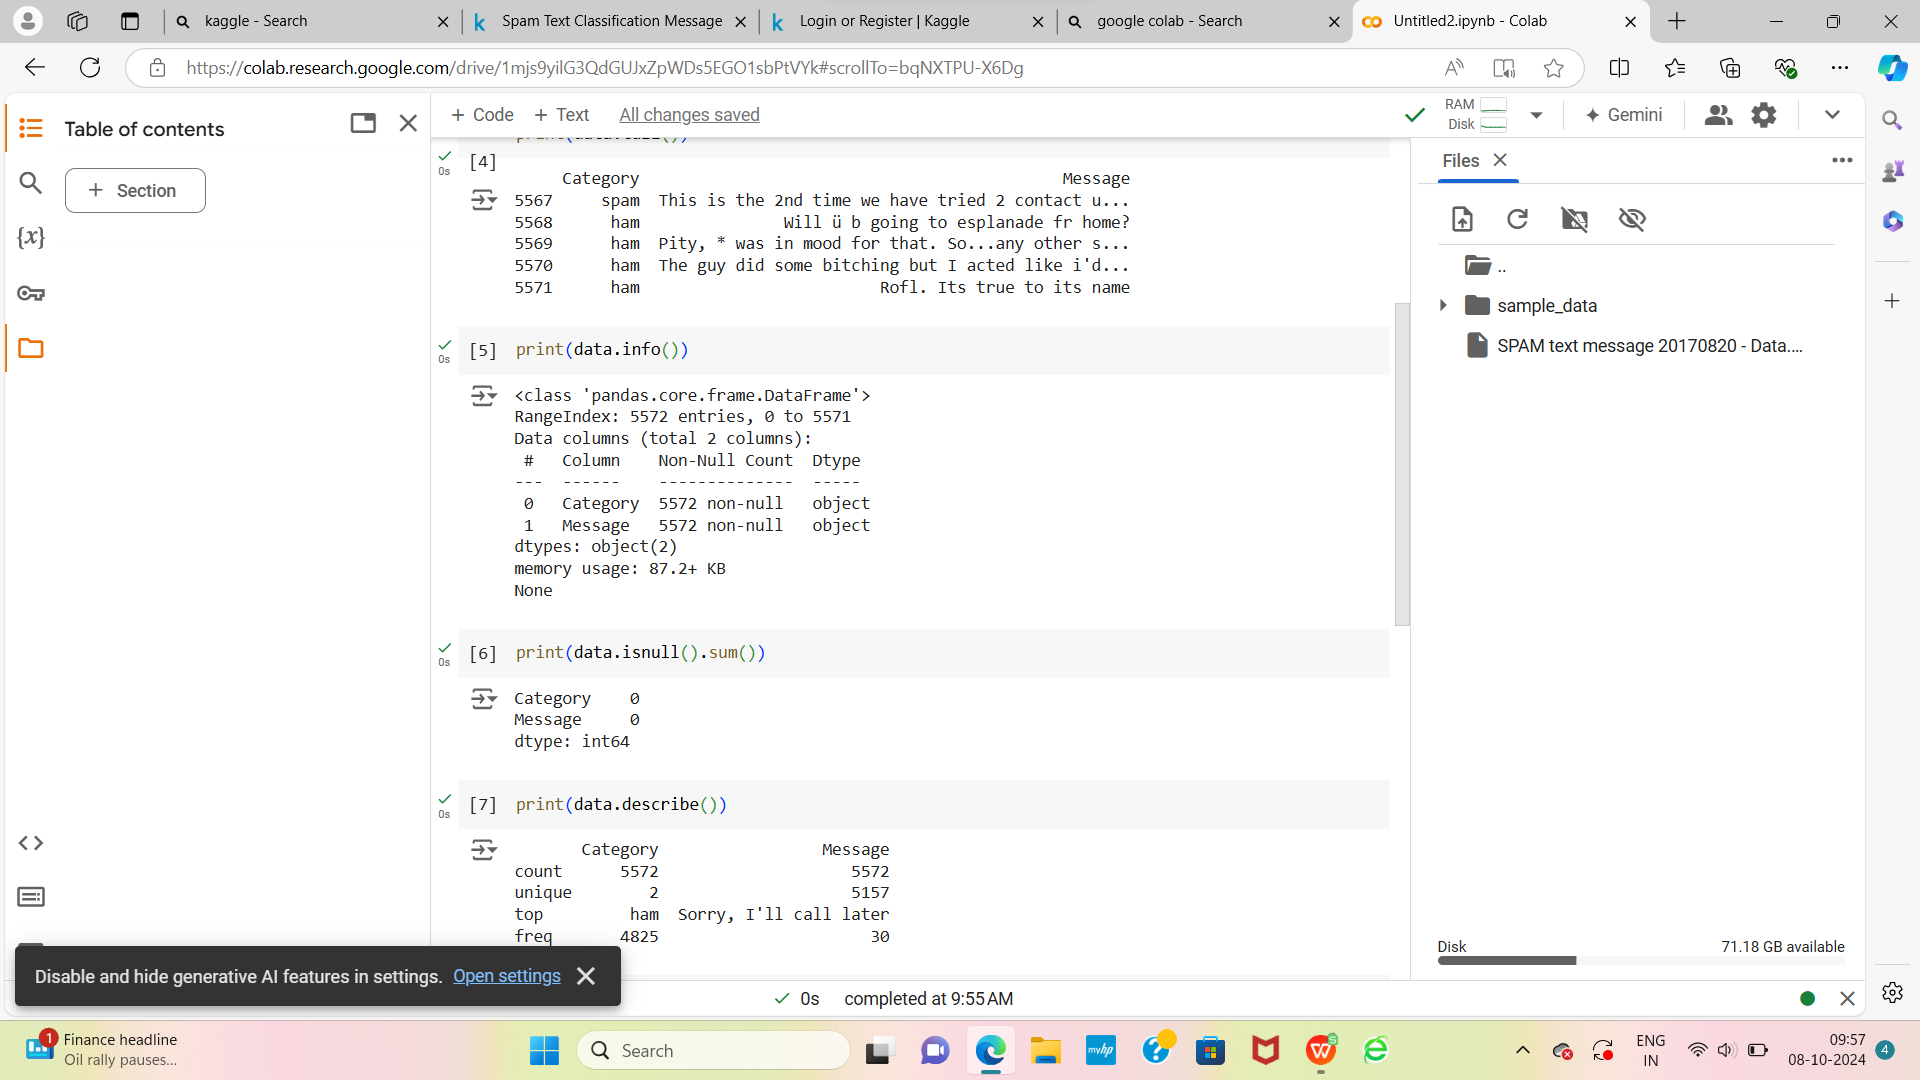 kaggle - Search
Spam Text Classification Message
Login or Register | Kaggle
google colab - Search
Untitled2.ipynb - Colab
https://colab.research.google.com/drive/1mjs9yilG3QdGUJxZpWDs5EGO1sbPtVYk#scrollTo=bqNXTPU-X6Dg
Table of contents
+ Section
+ Code + Text All changes saved
RAM
Disk
Gemini
Files
..
sample_data
SPAM text message 20170820 - Data....
Disk 71.18 GB available
[4]
0s
Category Message
5567 spam This is the 2nd time we have tried 2 contact u...
5568 ham Will ü b going to esplanade fr home?
5569 ham Pity, * was in mood for that. So...any other s...
5570 ham The guy did some bitching but I acted like i'd...
5571 ham Rofl. Its true to its name
[5] print(data.info())
0s
<class 'pandas.core.frame.DataFrame'>
RangeIndex: 5572 entries, 0 to 5571
Data columns (total 2 columns):
# Column Non-Null Count Dtype
--- ------ -------------- -----
0 Category 5572 non-null object
1 Message 5572 non-null object
dtypes: object(2)
memory usage: 87.2+ KB
None
[6] print(data.isnull().sum())
0s
Category 0
Message 0
dtype: int64
[7] print(data.describe())
0s
Category Message
count 5572 5572
unique 2 5157
top ham Sorry, I'll call later
freq 4825 30
Disable and hide generative AI features in settings. Open settings
0s completed at 9:55 AM
1
Finance headline
Oil rally pauses...
Search
myhp
ENG
IN
09:57
08-10-2024
4